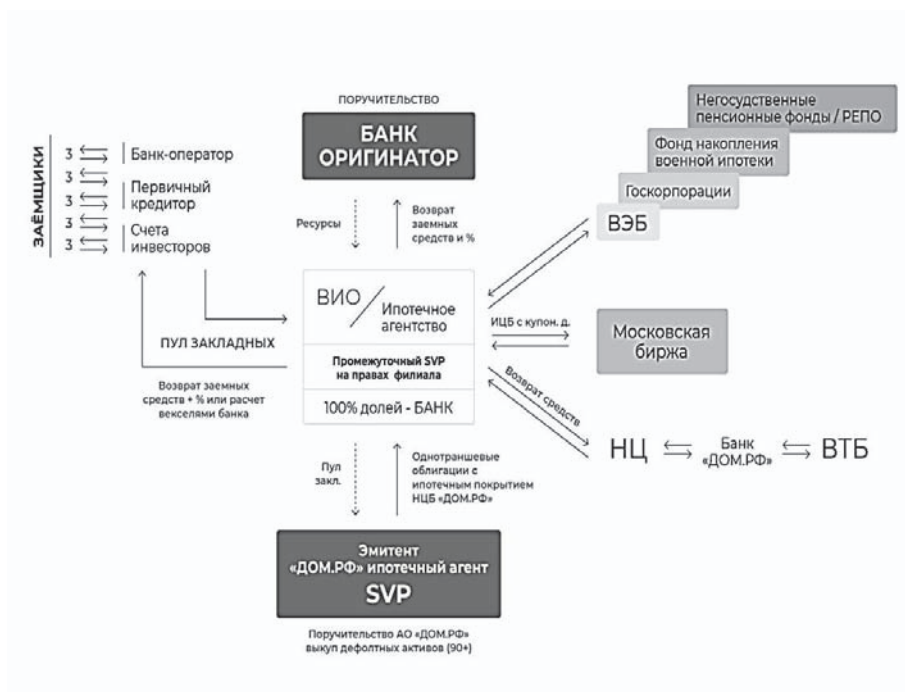 ПОРУЧИТЕЛЬСТВО
БАНК
ОРИГИНАТОР
Негосудственные
пенсионные фонды / РЕПО
Фонд накопления
военной ипотеки
Госкорпорации
ВЭБ
ЗАЁМЩИКИ
3
3
3
3
3
Банк-оператор
Первичный
кредитор
Счета
инвесторов
Ресурсы
Возврат
заемных
средств и %
ВИО
Ипотечное
агентство
Промежуточный SVP
на правах филиала
100% долей - БАНК
ПУЛ ЗАКЛАДНЫХ
Возврат заемных
средств + % или расчет
векселями банка
ИЦБ с купон. д.
Московская
биржа
Возврат средств
НЦ
Банк
«ДОМ.РФ»
ВТБ
Пул
закл.
Однотраншевые
облигации с
ипотечным покрытием
НЦБ «ДОМ.РФ»
Эмитент
«ДОМ.РФ» ипотечный агент
SVP
Поручительство АО «ДОМ.РФ»
выкуп дефолтных активов (90+)